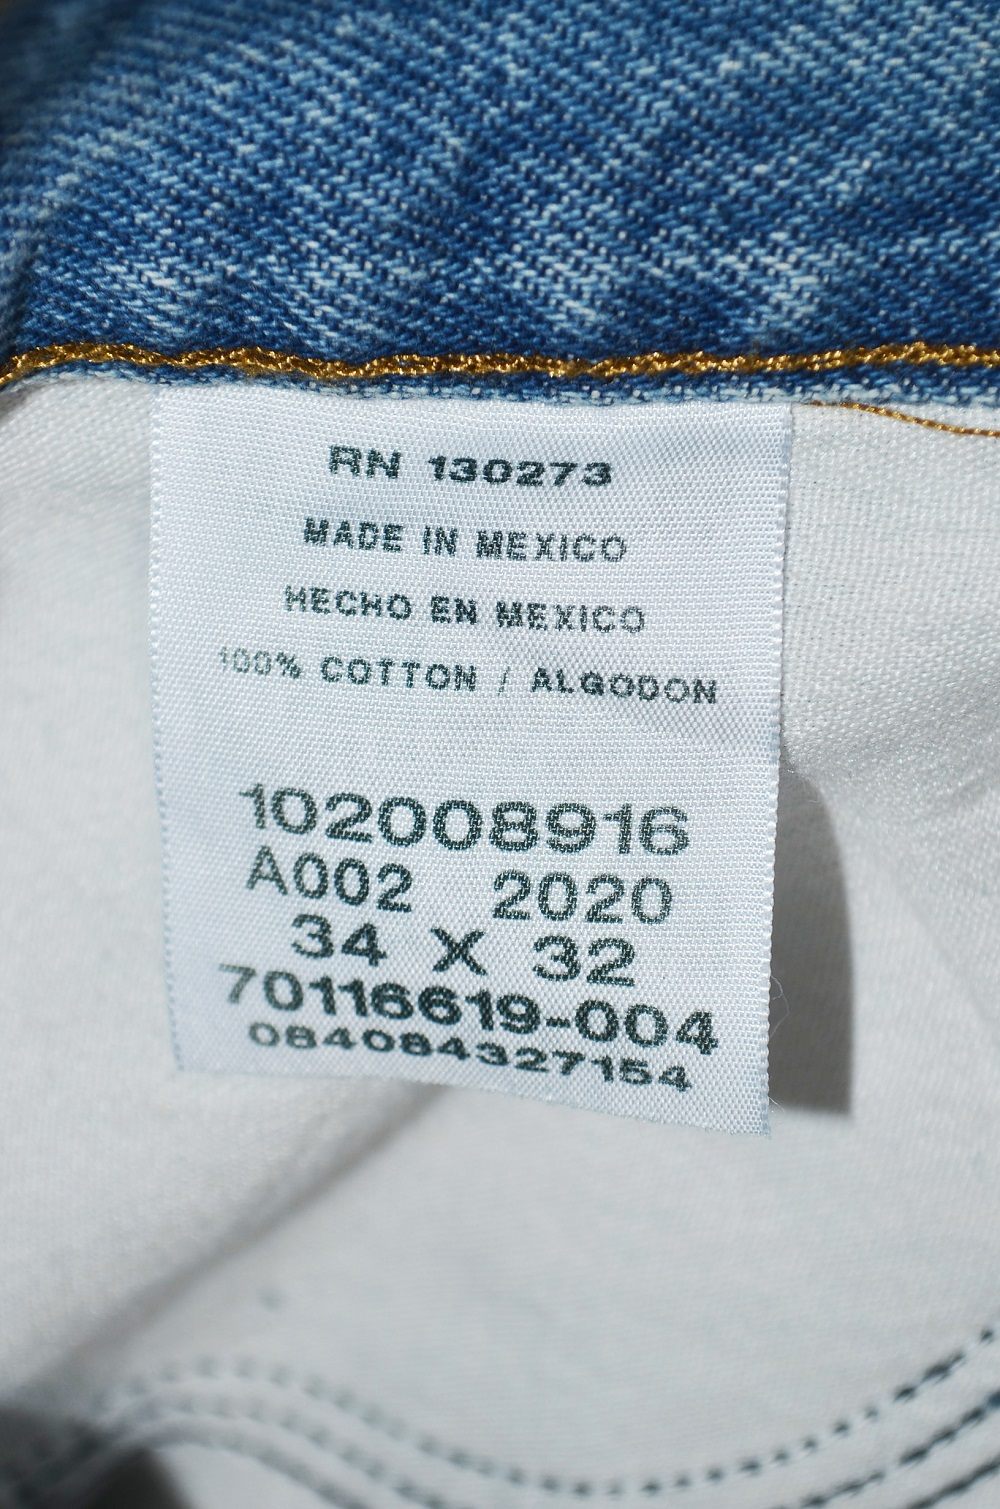 RN 130273
MADE IN MEXICO
HECHO EN MEXICO
100% COTTON / ALGODON
102008916
A002 2020
34 X 32
70116619-004
084084327154